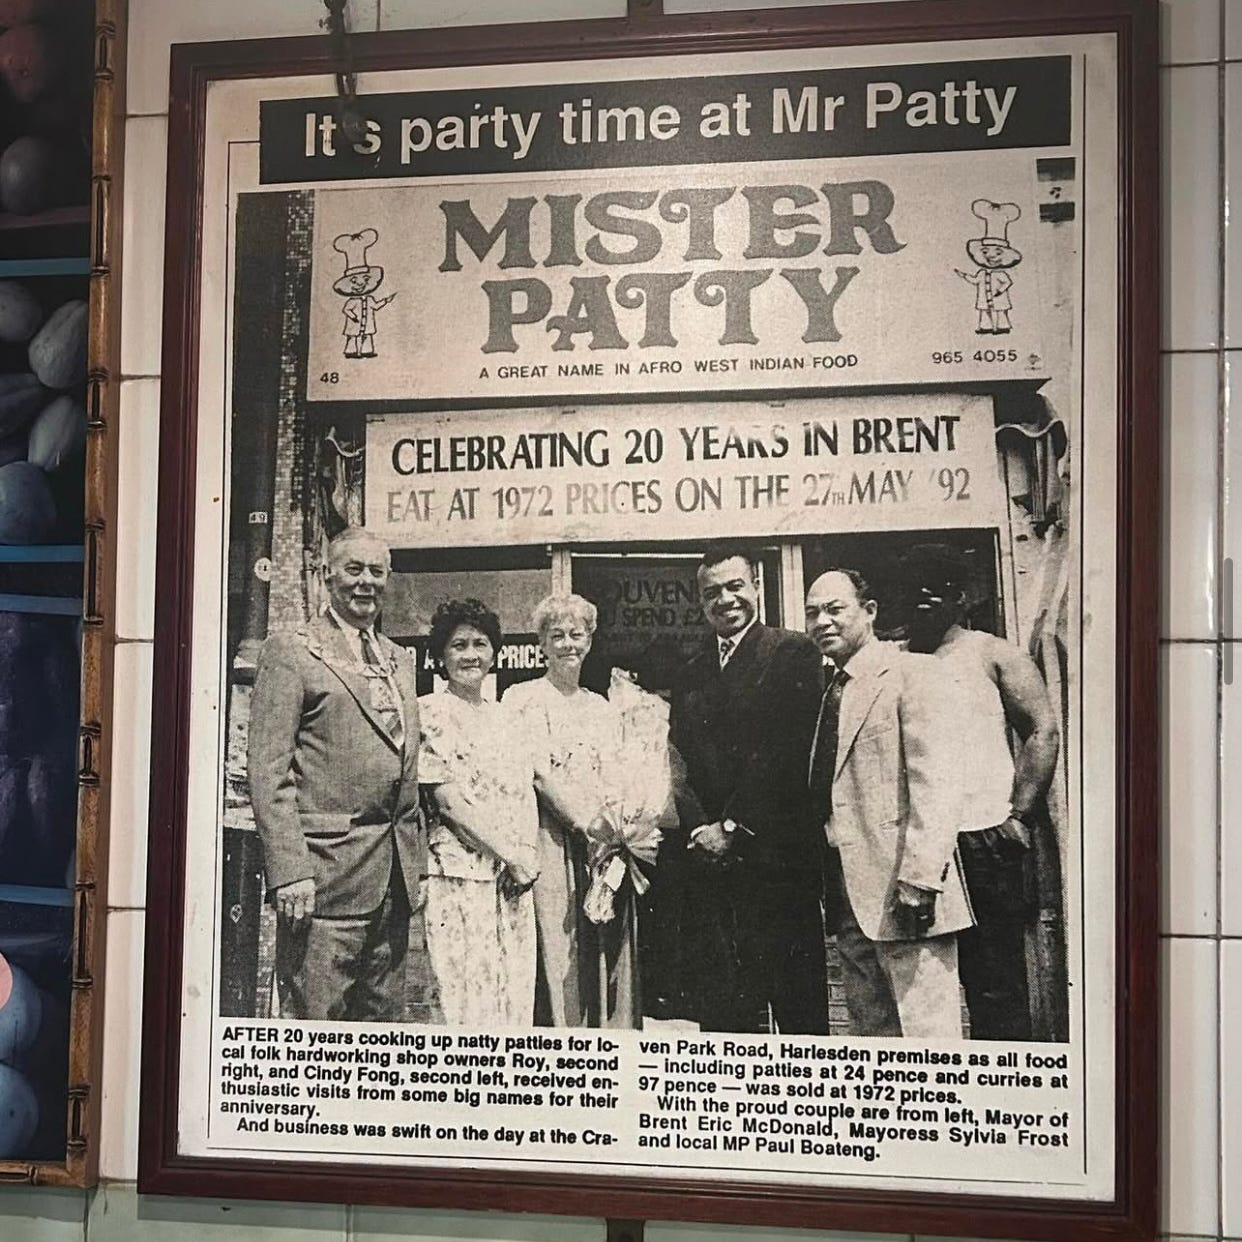 It's party time at Mr Patty
MISTER
PATTY
A GREAT NAME IN AFRO WEST INDIAN FOOD
48
965 4055
CELEBRATING 20 YEARS IN BRENT
EAT AT 1972 PRICES ON THE 27TH MAY '92
49
OUVENI
U SPEND £2
PRICE
AFTER 20 years cooking up natty patties for lo-
cal folk hardworking shop owners Roy, second
right, and Cindy Fong, second left, received en-
thusiastic visits from some big names for their
anniversary.
And business was swift on the day at the Cra-
ven Park Road, Harlesden premises as all food
— including patties at 24 pence and curries at
97 pence — was sold at 1972 prices.
With the proud couple are from left, Mayor of
Brent Eric McDonald, Mayoress Sylvia Frost
and local MP Paul Boateng.